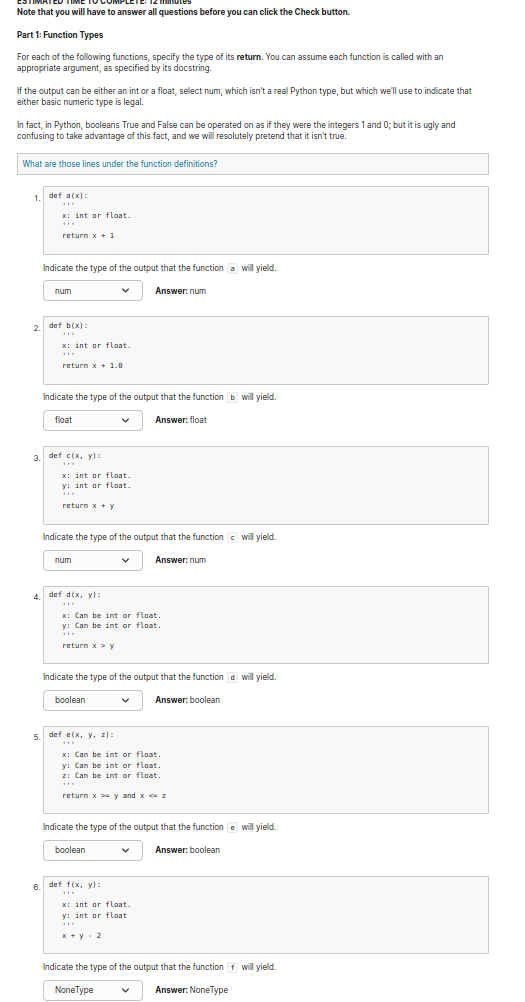 ESTIMATED TIME TO COMPLETE: 12 minutes
Note that you will have to answer all questions before you can click the Check button.
Part 1: Function Types
For each of the following functions, specify the type of its return. You can assume each function is called with an
appropriate argument, as specified by its docstring.
If the output can be either an int or a float, select num, which isn't a real Python type, but which we'll use to indicate that
either basic numeric type is legal.
In fact, in Python, booleans True and False can be operated on as if they were the integers 1 and 0; but it is ugly and
confusing to take advantage of this fact, and we will resolutely pretend that it isn't true.
What are those lines under the function definitions?
1. def a(x):
'''
x: int or float.
'''
return x + 1
Indicate the type of the output that the function a will yield.
num Answer: num
2. def b(x):
'''
x: int or float.
'''
return x + 1.0
Indicate the type of the output that the function b will yield.
float Answer: float
3. def c(x, y):
'''
x: int or float.
y: int or float.
'''
return x + y
Indicate the type of the output that the function c will yield.
num Answer: num
4. def d(x, y):
'''
x: Can be int or float.
y: Can be int or float.
'''
return x > y
Indicate the type of the output that the function d will yield.
boolean Answer: boolean
5. def e(x, y, z):
'''
x: Can be int or float.
y: Can be int or float.
z: Can be int or float.
'''
return x >= y and x <= z
Indicate the type of the output that the function e will yield.
boolean Answer: boolean
6. def f(x, y):
'''
x: int or float.
y: int or float
'''
x + y - 2
Indicate the type of the output that the function f will yield.
NoneType Answer: NoneType